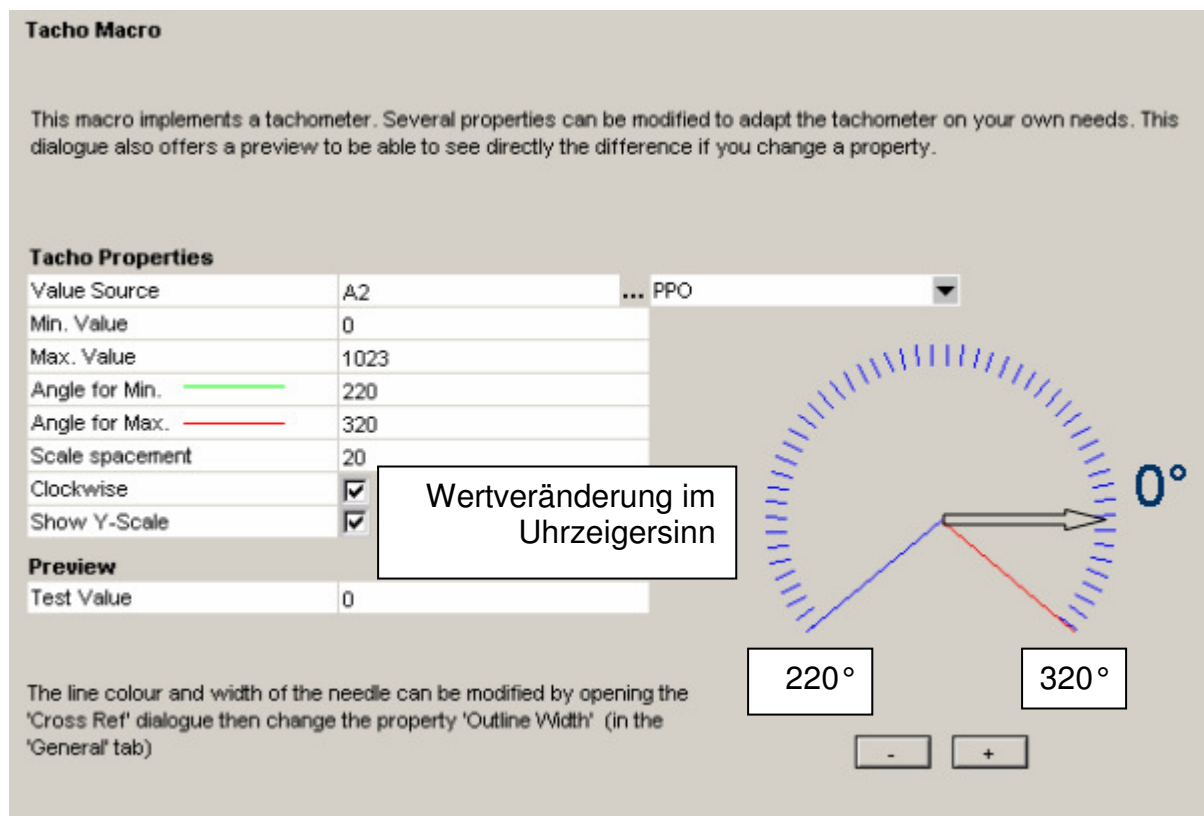 Tacho Macro
This macro implements a tachometer. Several properties can be modified to adapt the tachometer on your own needs. This
dialogue also offers a preview to be able to see directly the difference if you change a property.
Tacho Properties
Value Source A2 ... PPO
Min. Value 0
Max. Value 1023
Angle for Min. 220
Angle for Max. 320
Scale spacement 20
Clockwise
Show Y-Scale
Wertveränderung im
Uhrzeigersinn
0°
Preview
Test Value 0
220°
320°
The line colour and width of the needle can be modified by opening the
'Cross Ref' dialogue then change the property 'Outline Width' (in the
'General' tab)
- +